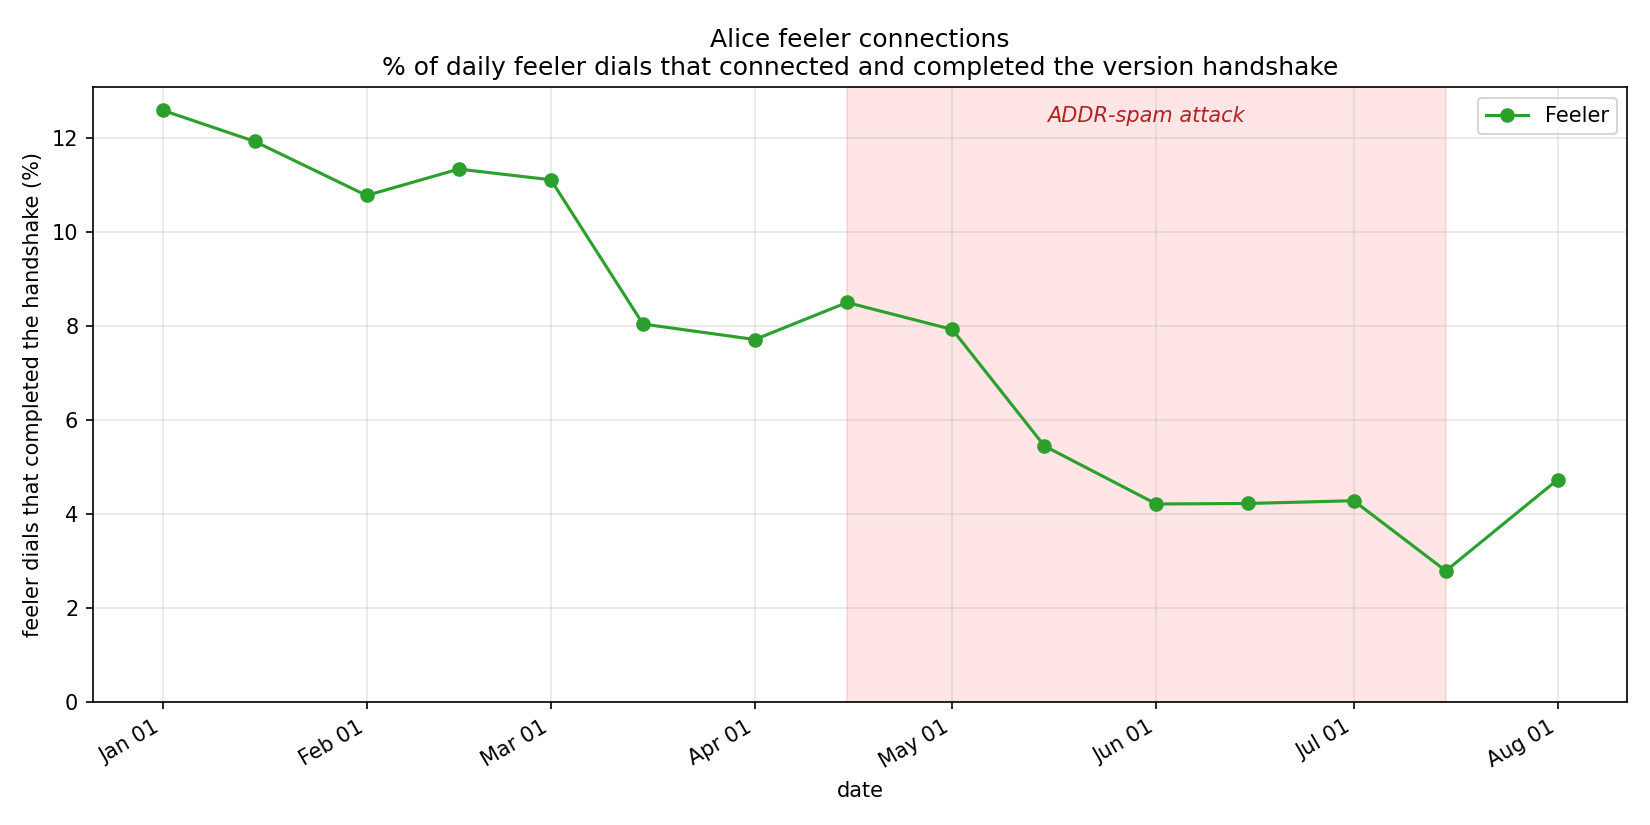 Alice feeler connections
% of daily feeler dials that connected and completed the version handshake
ADDR-spam attack
Feeler
feeler dials that completed the handshake (%)
12
10
8
6
4
2
0
Jan 01
Feb 01
Mar 01
Apr 01
May 01
Jun 01
Jul 01
Aug 01
date